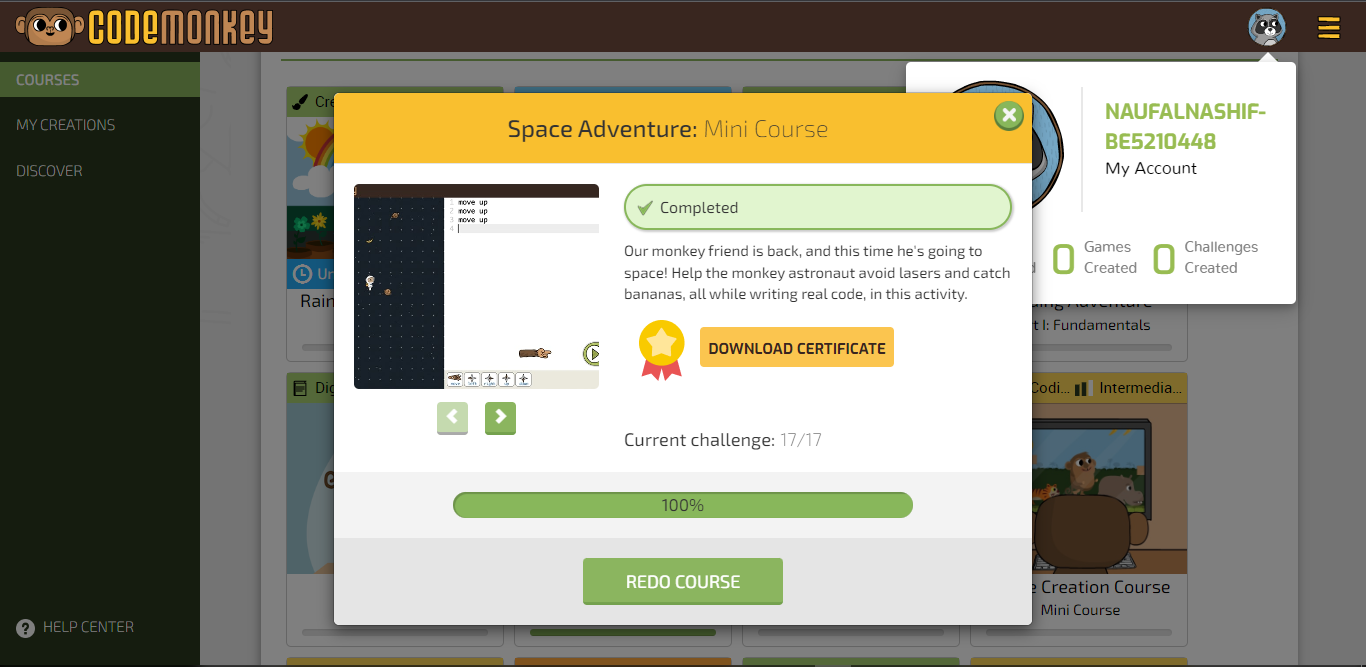 CODEMONKEY
COURSES
MY CREATIONS
DISCOVER
HELP CENTER
NAUFALNASHIF-
BE5210448
My Account
0 Games
Created
0 Challenges
Created
Space Adventure: Mini Course
1 move up
2 move up
3 move up
4
Completed
Our monkey friend is back, and this time he's going to
space! Help the monkey astronaut avoid lasers and catch
bananas, all while writing real code, in this activity.
DOWNLOAD CERTIFICATE
Current challenge: 17/17
100%
REDO COURSE
Cre
Un
Rain
Dig
ng Adventure
t I: Fundamentals
Codi... Intermedia...
e Creation Course
Mini Course